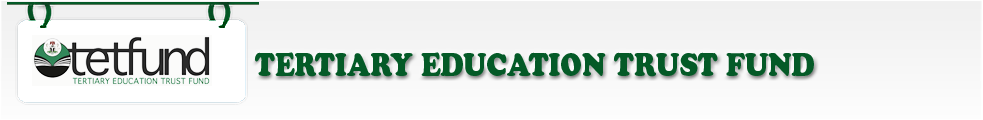 tetfund
TERTIARY EDUCATION TRUST FUND
TERTIARY EDUCATION TRUST FUND